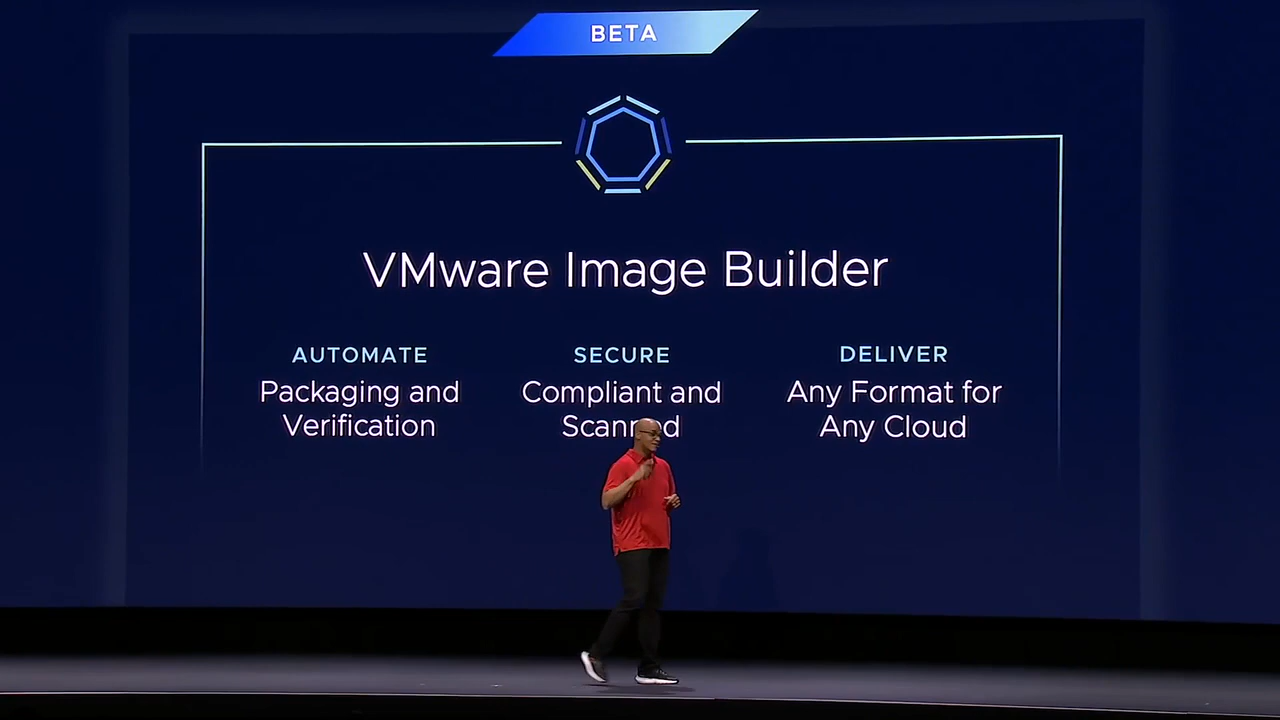 BETA
VMware Image Builder
AUTOMATE
Packaging and
Verification
SECURE
Compliant and
DELIVER
Any Format for
Any Cloud